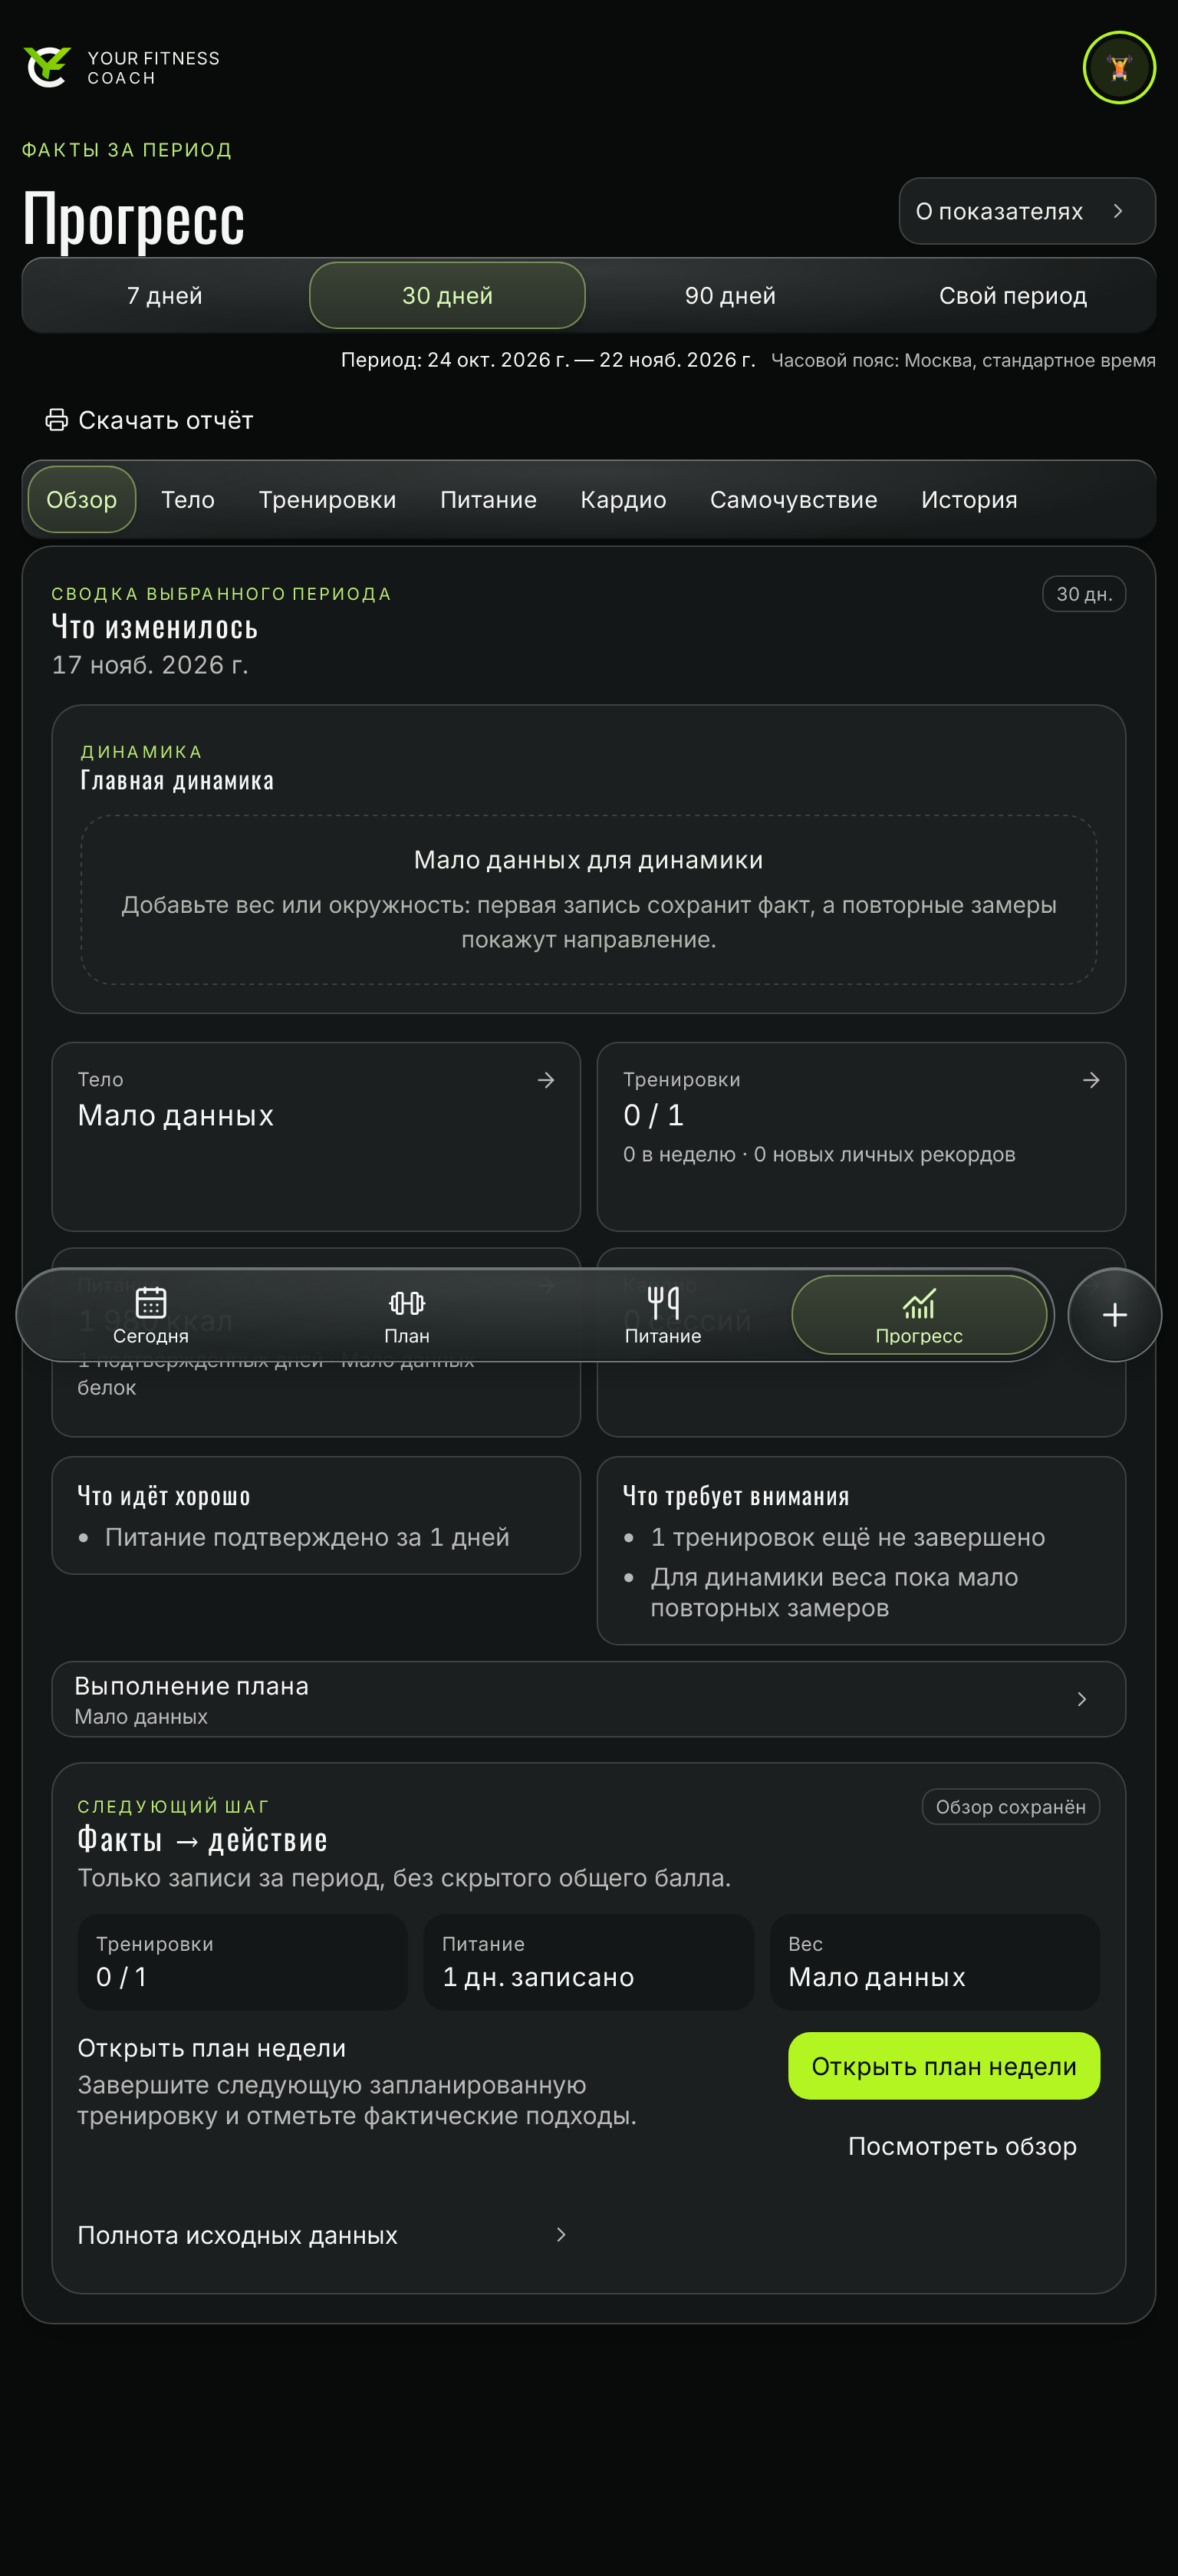 YOUR FITNESS
COACH
ФАКТЫ ЗА ПЕРИОД
Прогресс
О показателях
7 дней
30 дней
90 дней
Свой период
Период: 24 окт. 2026 г. — 22 нояб. 2026 г.
Часовой пояс: Москва, стандартное время
Скачать отчёт
Обзор
Тело
Тренировки
Питание
Кардио
Самочувствие
История
СВОДКА ВЫБРАННОГО ПЕРИОДА
30 дн.
Что изменилось
17 нояб. 2026 г.
ДИНАМИКА
Главная динамика
Мало данных для динамики
Добавьте вес или окружность: первая запись сохранит факт, а повторные замеры
покажут направление.
Тело
Мало данных
Тренировки
0 / 1
0 в неделю · 0 новых личных рекордов
Сегодня
План
Питание
Прогресс
1 подтверждённых дней · Мало данных
белок
Что идёт хорошо
Питание подтверждено за 1 дней
Что требует внимания
1 тренировок ещё не завершено
Для динамики веса пока мало
повторных замеров
Выполнение плана
Мало данных
СЛЕДУЮЩИЙ ШАГ
Обзор сохранён
Факты → действие
Только записи за период, без скрытого общего балла.
Тренировки
0 / 1
Питание
1 дн. записано
Вес
Мало данных
Открыть план недели
Завершите следующую запланированную
тренировку и отметьте фактические подходы.
Открыть план недели
Посмотреть обзор
Полнота исходных данных